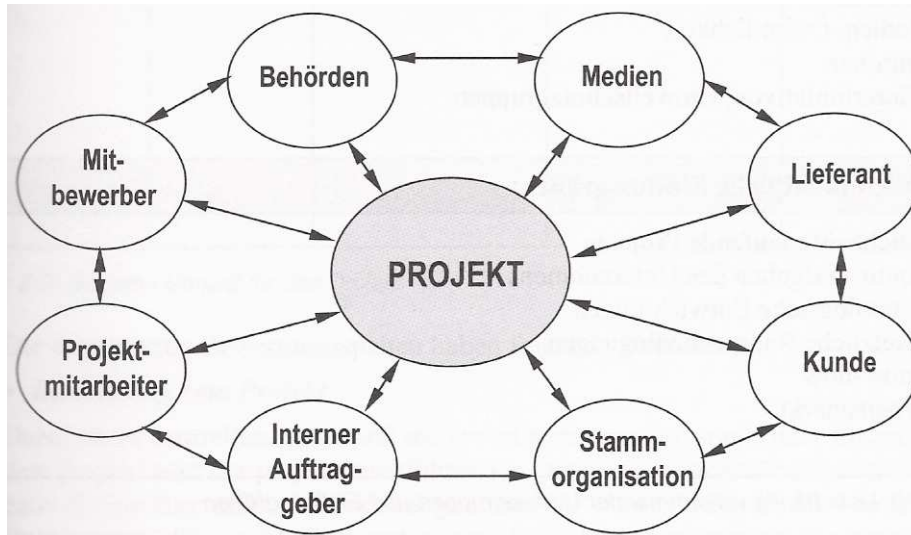 Behörden
Medien
Mit-
bewerber
Lieferant
PROJEKT
Projekt-
mitarbeiter
Kunde
Interner
Auftrag-
geber
Stamm-
organisation